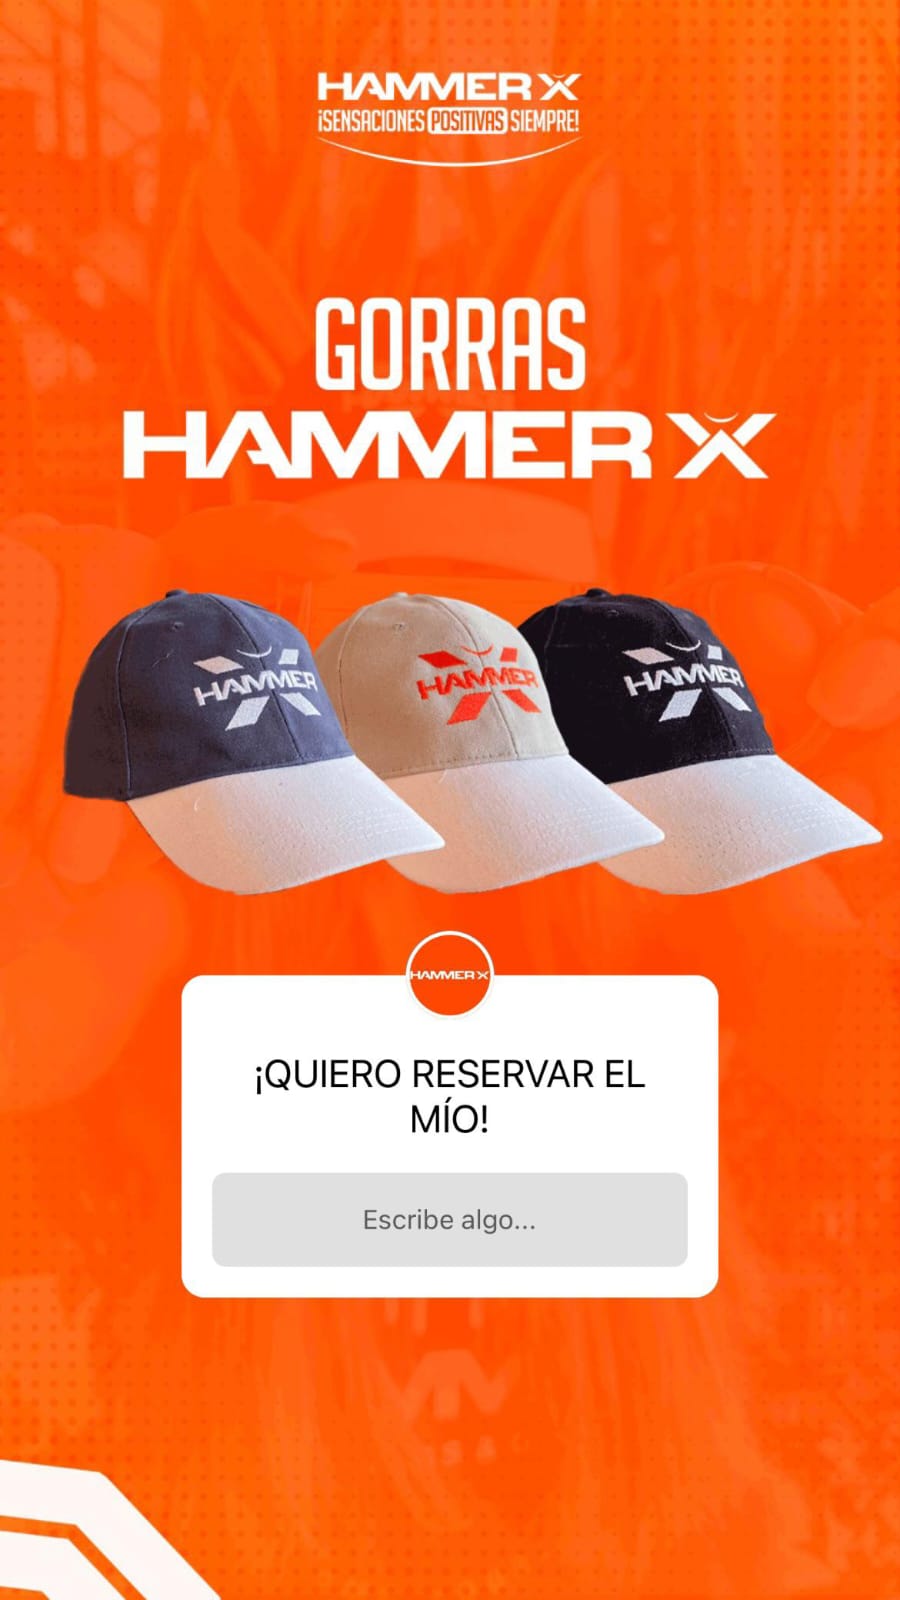 HAMMER X
¡SENSACIONES POSITIVAS SIEMPRE!
GORRAS
HAMMER X
HAMMER
HAMMER
HAMMER
HAMMER X
¡QUIERO RESERVAR EL
MÍO!
Escribe algo...